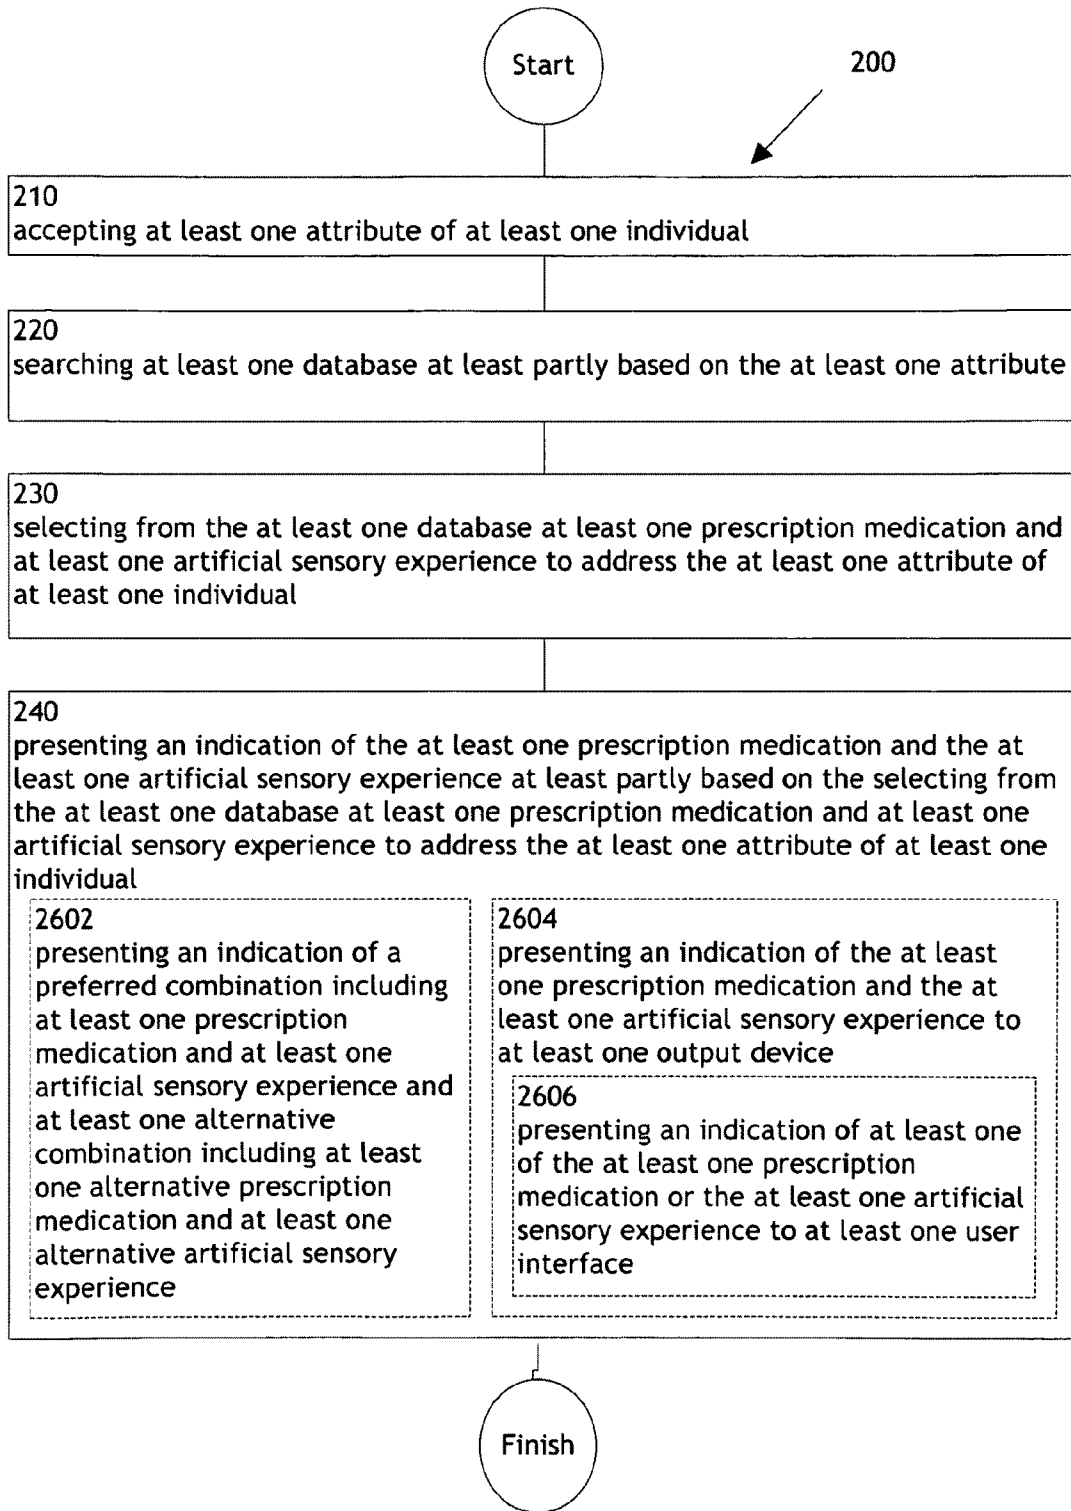 Start
200
210
accepting at least one attribute of at least one individual
220
searching at least one database at least partly based on the at least one attribute
230
selecting from the at least one database at least one prescription medication and
at least one artificial sensory experience to address the at least one attribute of
at least one individual
240
presenting an indication of the at least one prescription medication and the at
least one artificial sensory experience at least partly based on the selecting from
the at least one database at least one prescription medication and at least one
artificial sensory experience to address the at least one attribute of at least one
individual
2602
presenting an indication of a
preferred combination including
at least one prescription
medication and at least one
artificial sensory experience and
at least one alternative
combination including at least
one alternative prescription
medication and at least one
alternative artificial sensory
experience
2604
presenting an indication of the at least
one prescription medication and the at
least one artificial sensory experience to
at least one output device
2606
presenting an indication of at least one
of the at least one prescription
medication or the at least one artificial
sensory experience to at least one user
interface
Finish